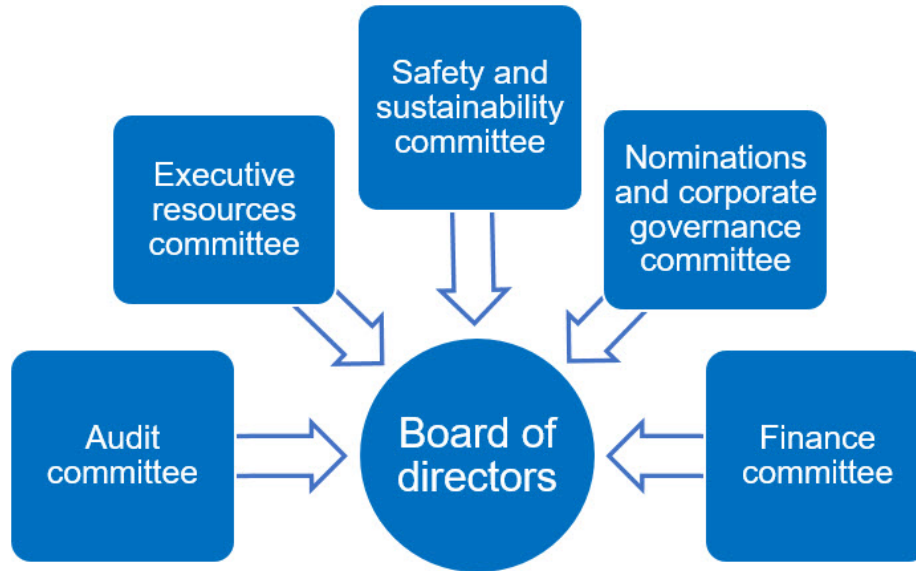 Safety and
sustainability
committee
Executive
resources
committee
Nominations
and corporate
governance
committee
Audit
committee
Board of
directors
Finance
committee